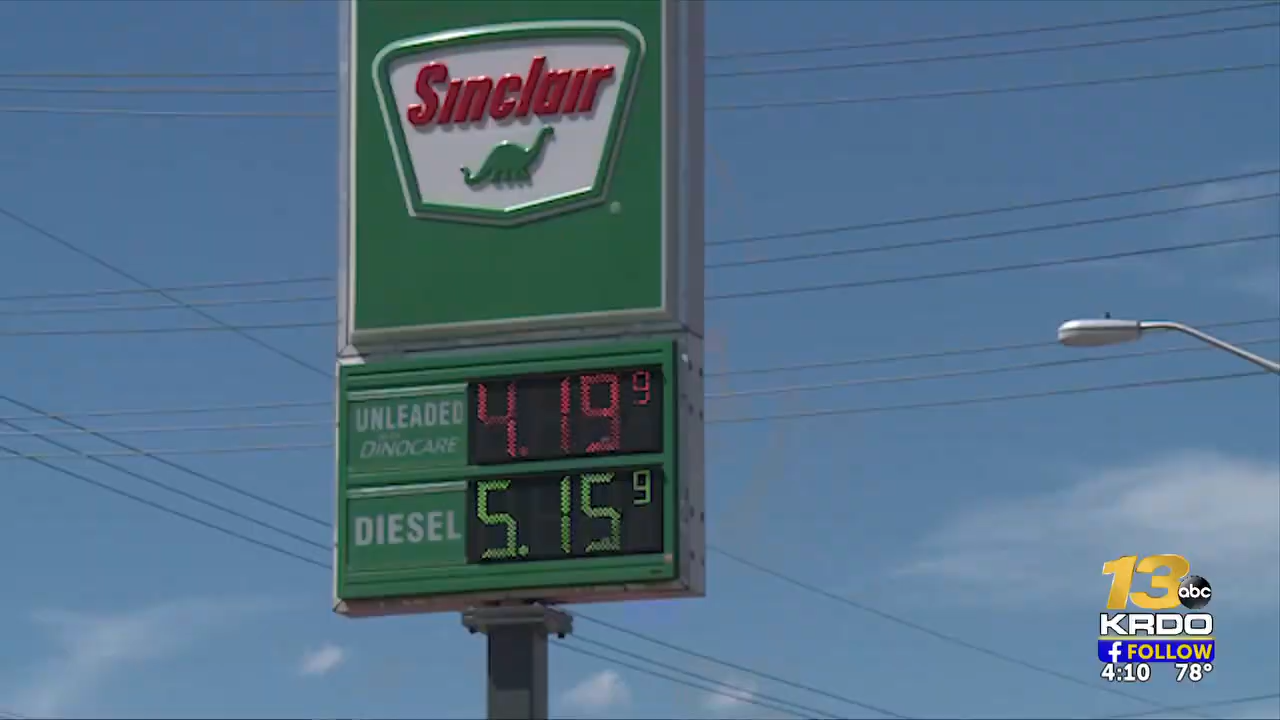 Sinclair
®
UNLEADED
DINOCARE
4.19 9
DIESEL
5.15 9
13 abc
KRDO
f FOLLOW
4:10 78°